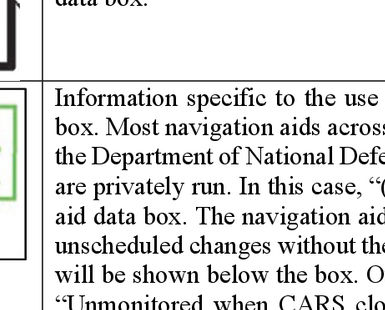 data box.
Information specific to the use
box. Most navigation aids across
the Department of National Defe
are privately run. In this case, “(
aid data box. The navigation aid
unscheduled changes without the
will be shown below the box. O
“Unmonitored when CARS clo